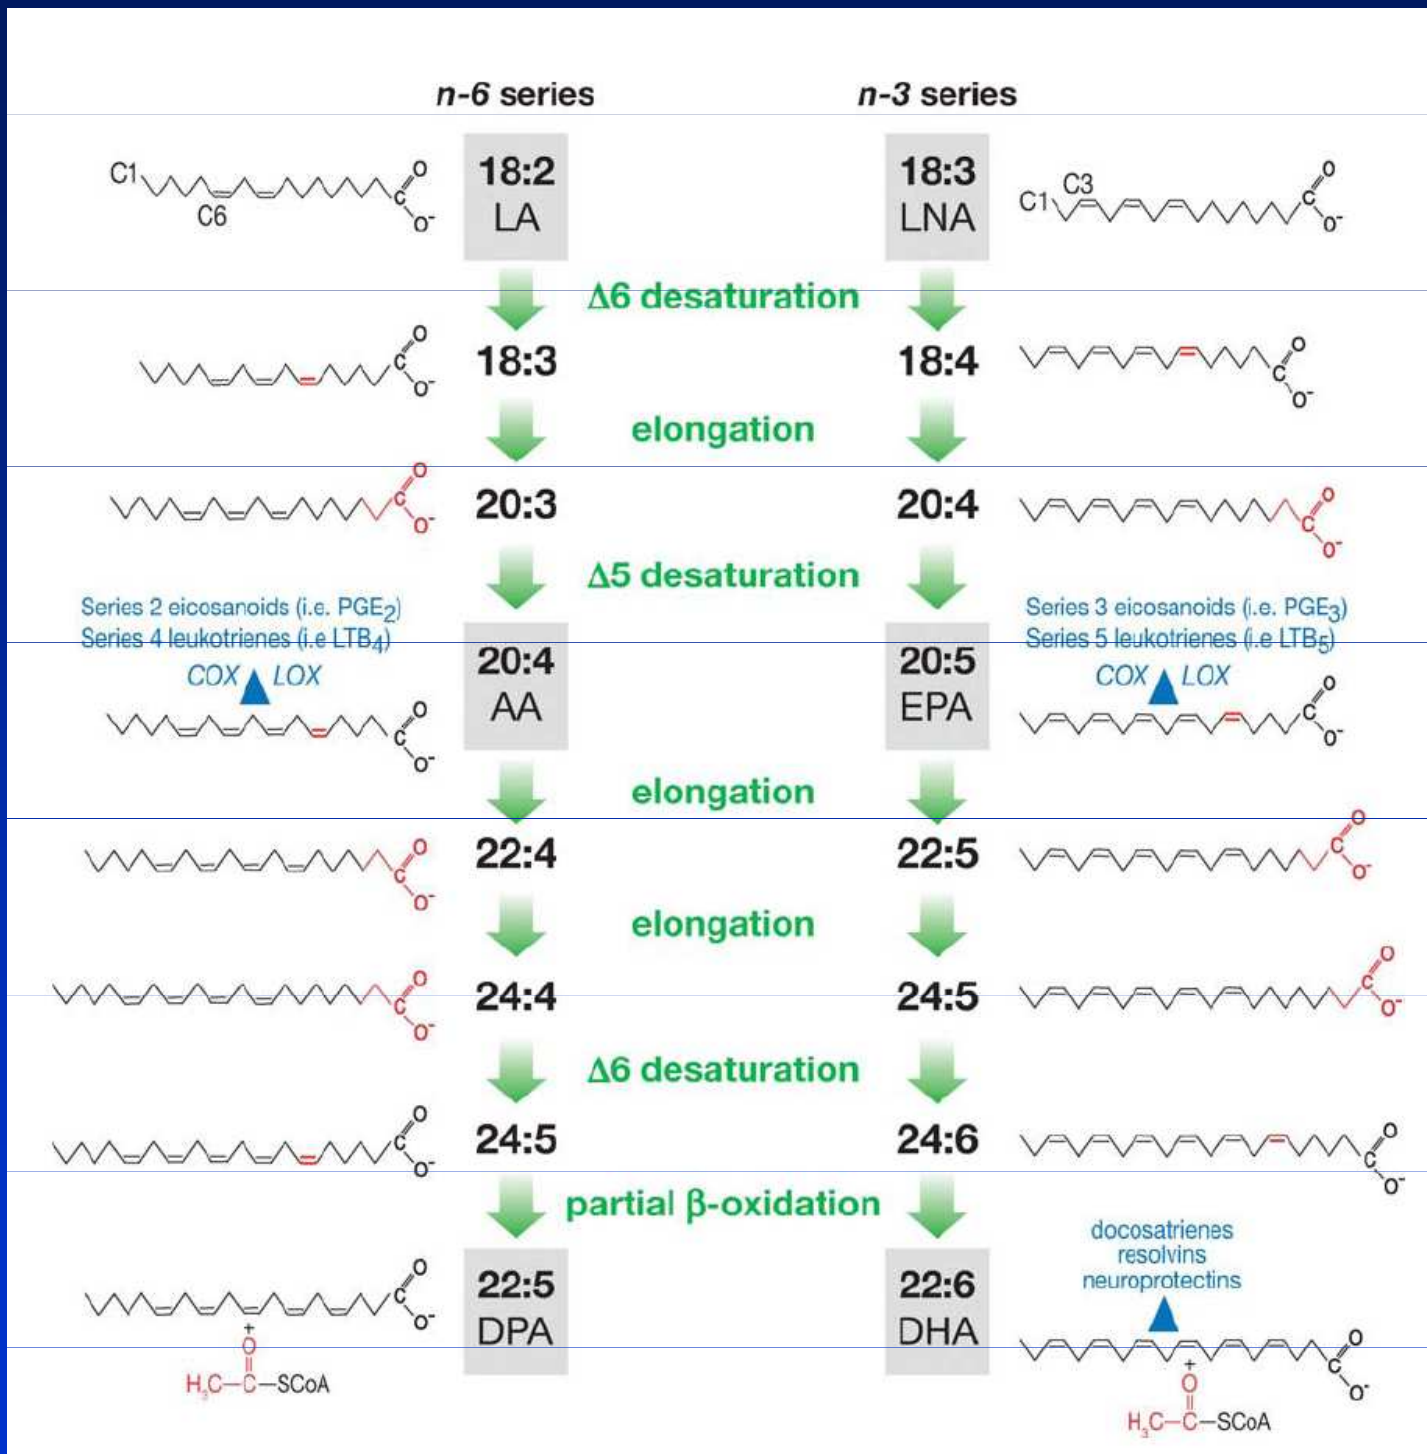 n-6 series
n-3 series
C1
C6
C
O
O-
18:2
LA
18:3
LNA
C1
C3
C
O
O-
Δ6 desaturation
C
O
O-
18:3
18:4
C
O
O-
elongation
C
O
O-
20:3
20:4
C
O
O-
Δ5 desaturation
Series 2 eicosanoids (i.e. PGE2)
Series 4 leukotrienes (i.e LTB4)
COX LOX
C
O
O-
20:4
AA
20:5
EPA
Series 3 eicosanoids (i.e. PGE3)
Series 5 leukotrienes (i.e LTB5)
COX LOX
C
O
O-
elongation
C
O
O-
22:4
22:5
C
O
O-
elongation
C
O
O-
24:4
24:5
C
O
O-
Δ6 desaturation
C
O
O-
24:5
24:6
C
O
O-
partial β-oxidation
C
O
O-
+
O
H3C–C–SCoA
22:5
DPA
22:6
DHA
docosatrienes
resolvins
neuroprotectins
C
O
O-
+
O
H3C–C–SCoA